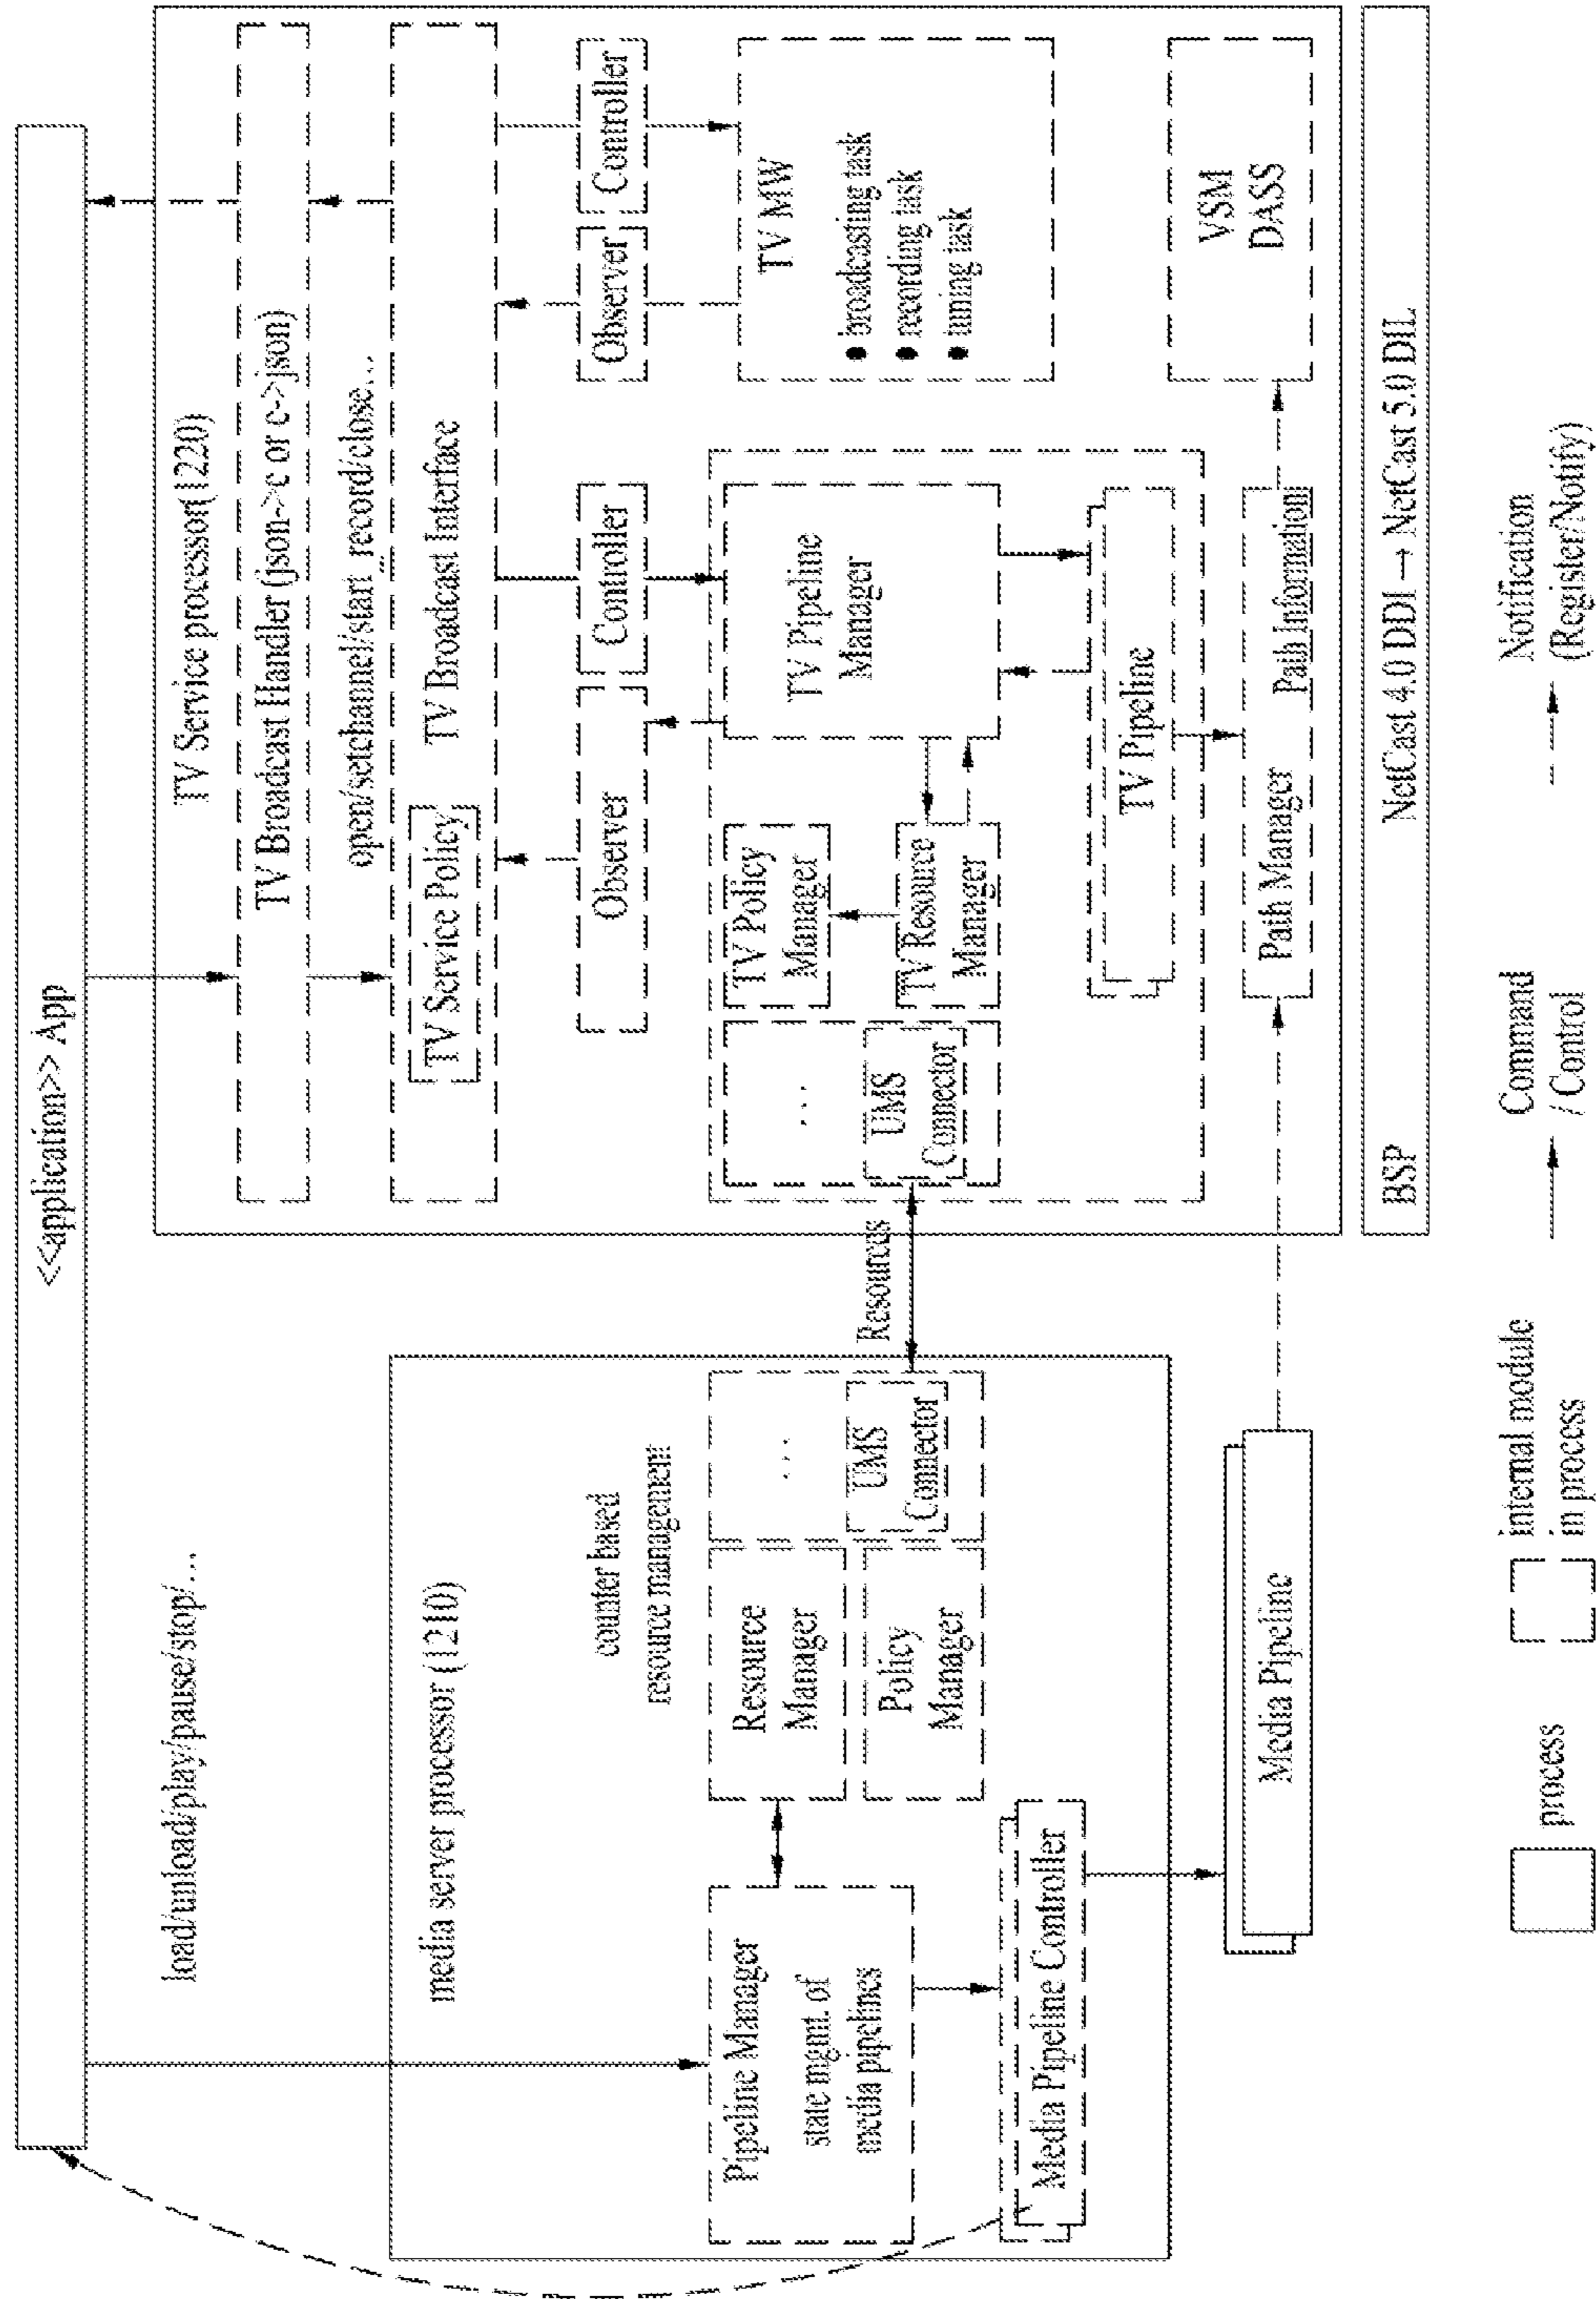 <<application>> App
load/unload/play/pause/stop/...
media server processor (1210)
counter based
resource management
Pipeline Manager
state mgmt. of
media pipelines
Resource
Manager
Policy
Manager
...
UMS
Connector
Media Pipeline Controller
Media Pipeline
Resources
TV Service processor(1220)
TV Broadcast Handler (json->c or c->json)
open/setchannel/start record/close...
TV Service Policy
TV Broadcast Interface
Observer
Controller
Observer
Controller
...
UMS
Connector
TV Policy
Manager
TV Resource
Manager
TV Pipeline
Manager
TV MW
● broadcasting task
● recording task
● tuning task
TV Pipeline
Path Manager
Path Information
VSM
DASS
BSP
NetCast 4.0 DDI → NetCast 5.0 DIL
process
internal module
in process
Command
/ Control
Notification
(Register/Notify)